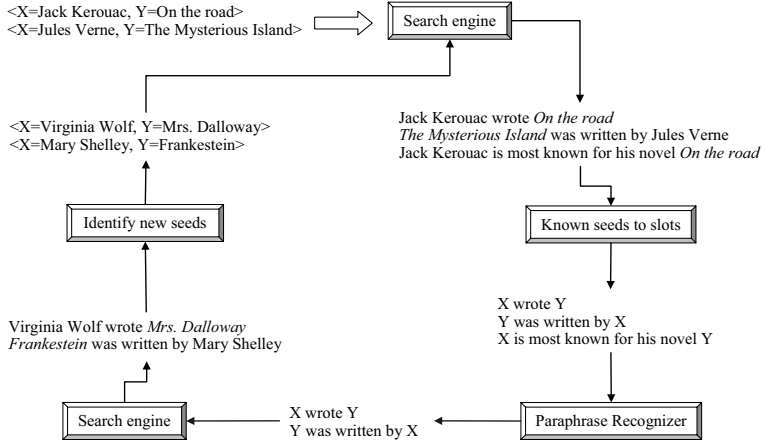 <X=Jack Kerouac, Y=On the road>
<X=Jules Verne, Y=The Mysterious Island>
Search engine
Jack Kerouac wrote On the road
The Mysterious Island was written by Jules Verne
Jack Kerouac is most known for his novel On the road
Known seeds to slots
X wrote Y
Y was written by X
X is most known for his novel Y
Paraphrase Recognizer
X wrote Y
Y was written by X
Search engine
Virginia Wolf wrote Mrs. Dalloway
Frankestein was written by Mary Shelley
Identify new seeds
<X=Virginia Wolf, Y=Mrs. Dalloway>
<X=Mary Shelley, Y=Frankestein>